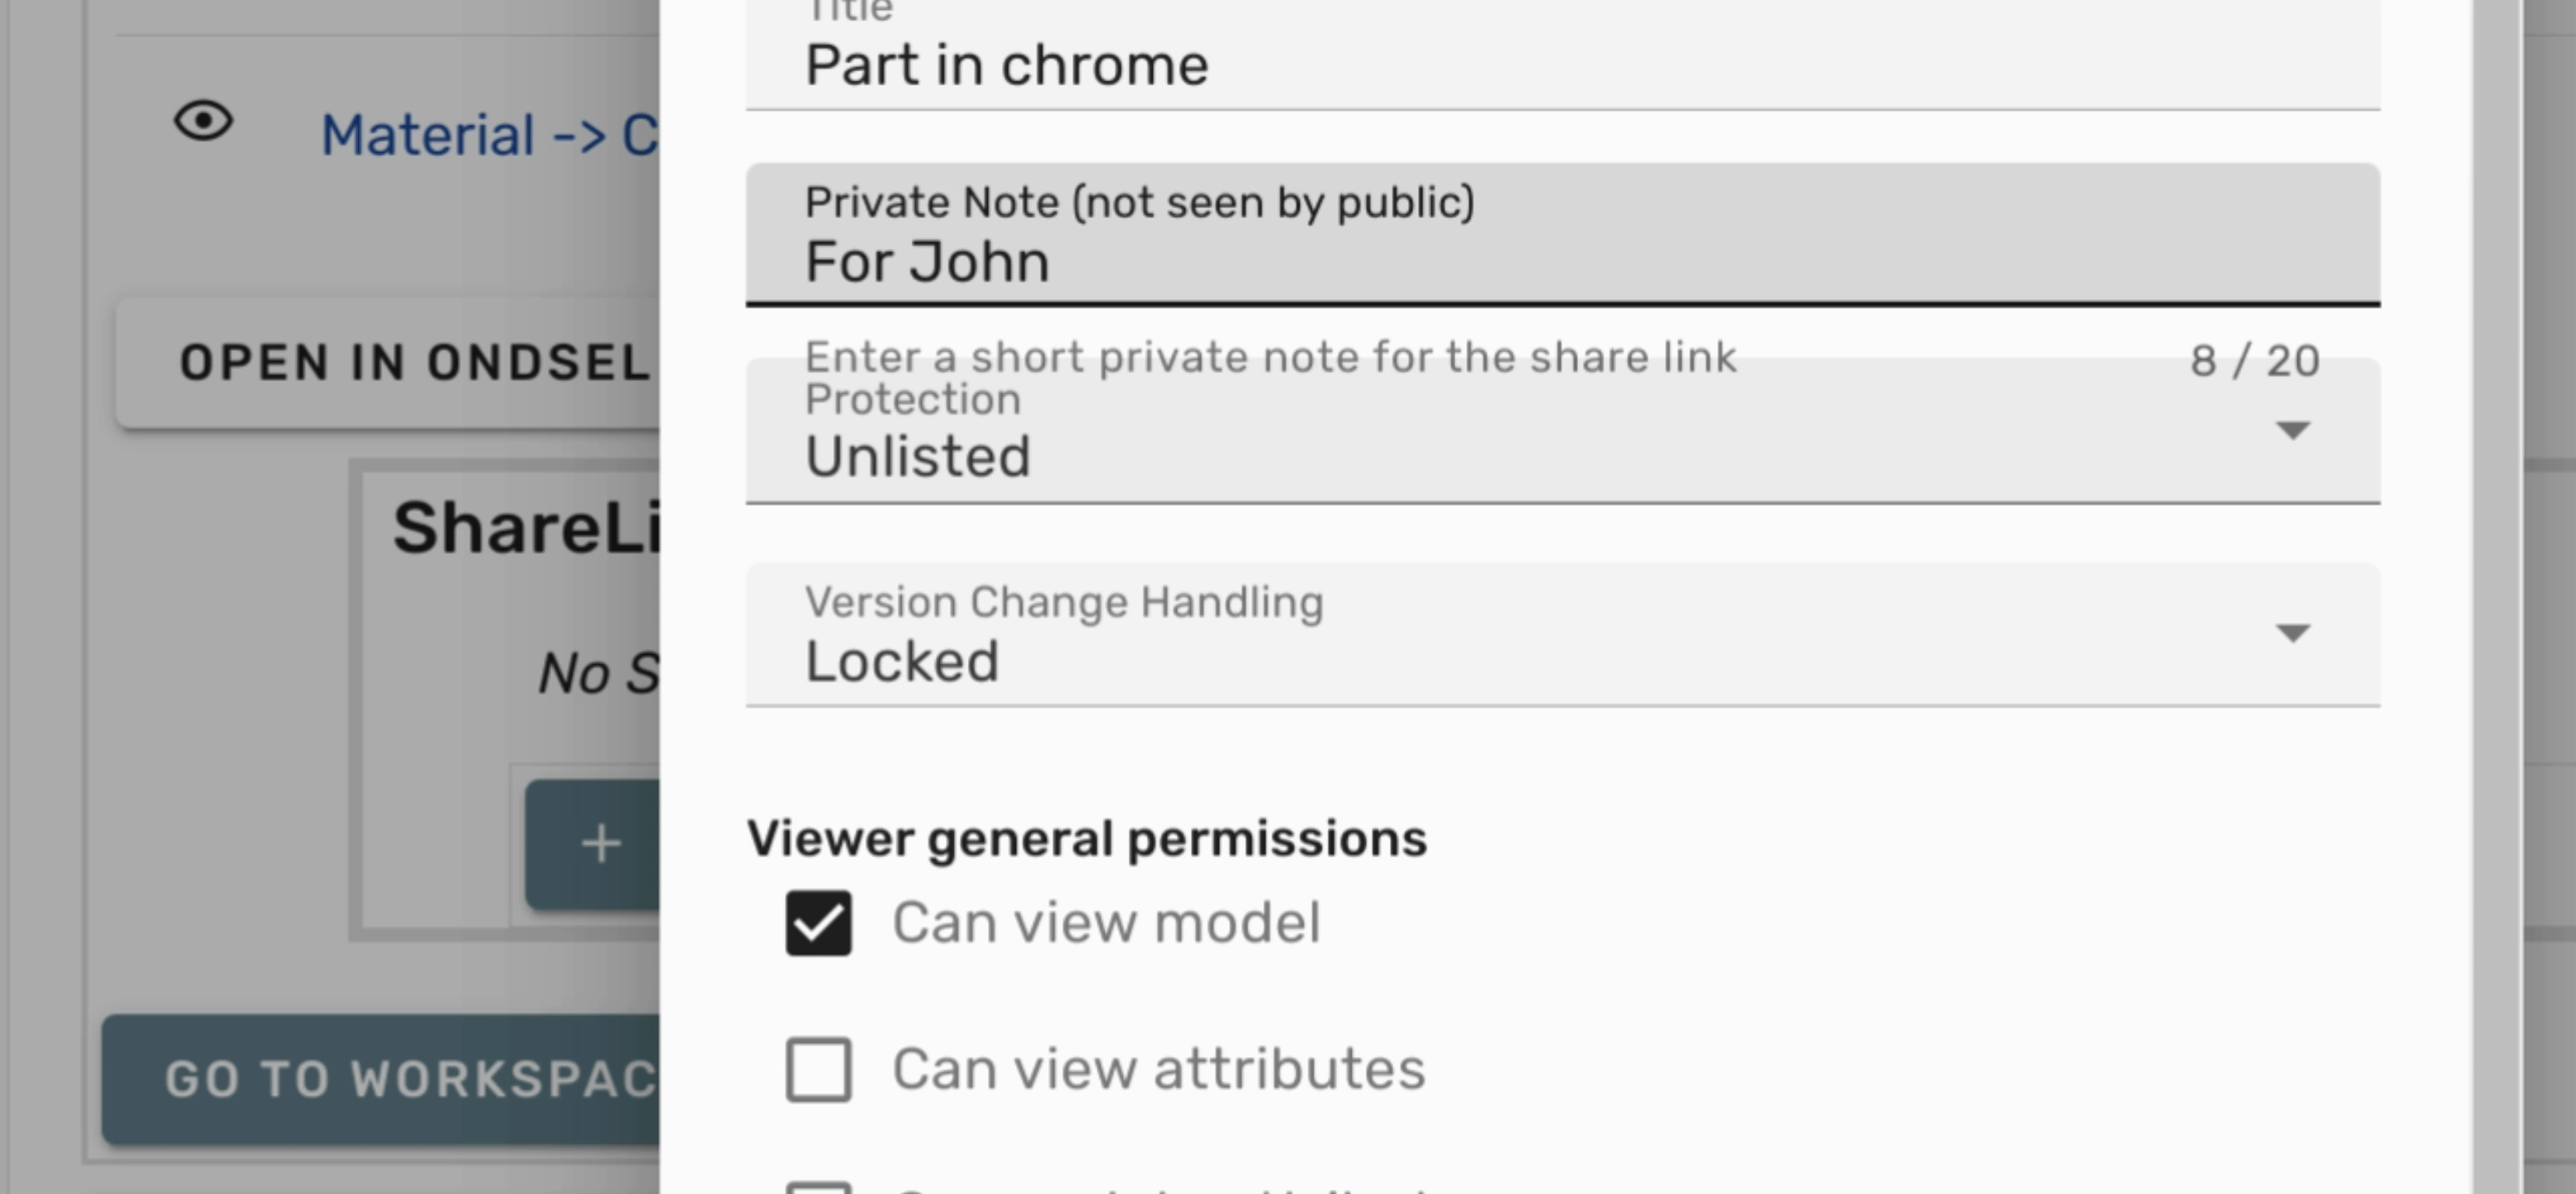 Title
Part in chrome
Material -> C
Private Note (not seen by public)
For John
Enter a short private note for the share link
8 / 20
OPEN IN ONDSEL
Protection
Unlisted
ShareLi
Version Change Handling
Locked
No S
Viewer general permissions
Can view model
Can view attributes
GO TO WORKSPAC